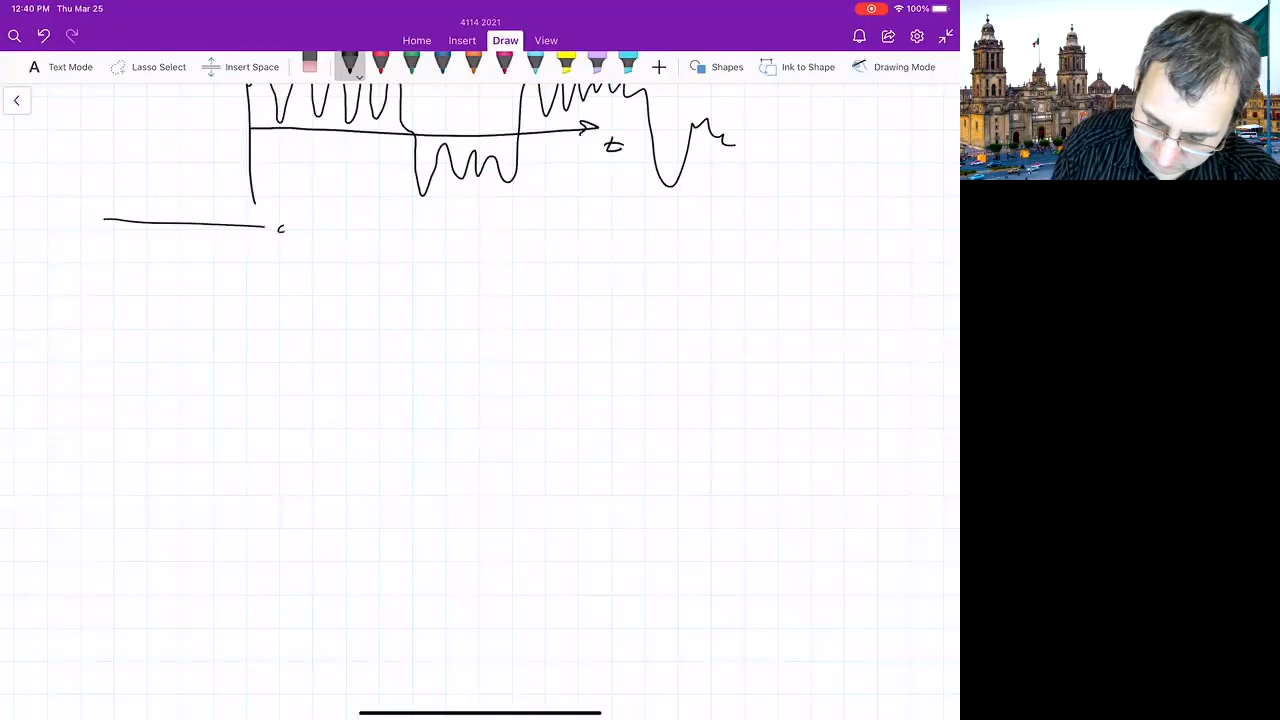 12:40 PM Thu Mar 25
100%
4114 2021
Home Insert Draw View
Text Mode Lasso Select Insert Space Shapes Ink to Shape Drawing Mode
t
c